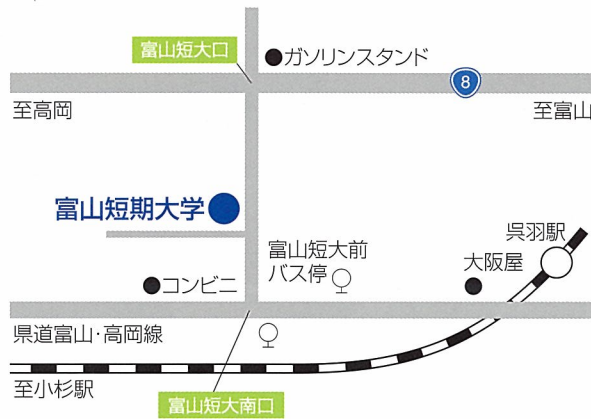 富山短大口
ガソリンスタンド
8
至高岡
至富山
富山短期大学
呉羽駅
富山短大前
バス停
大阪屋
コンビニ
県道富山・高岡線
至小杉駅
富山短大南口